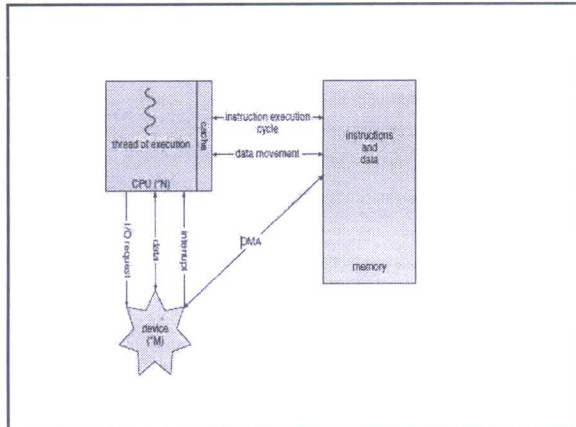 thread of execution
cache
CPU (*N)
instruction execution
cycle
data movement
instructions
and
data
memory
I/O request
data
interrupt
DMA
device
(*M)